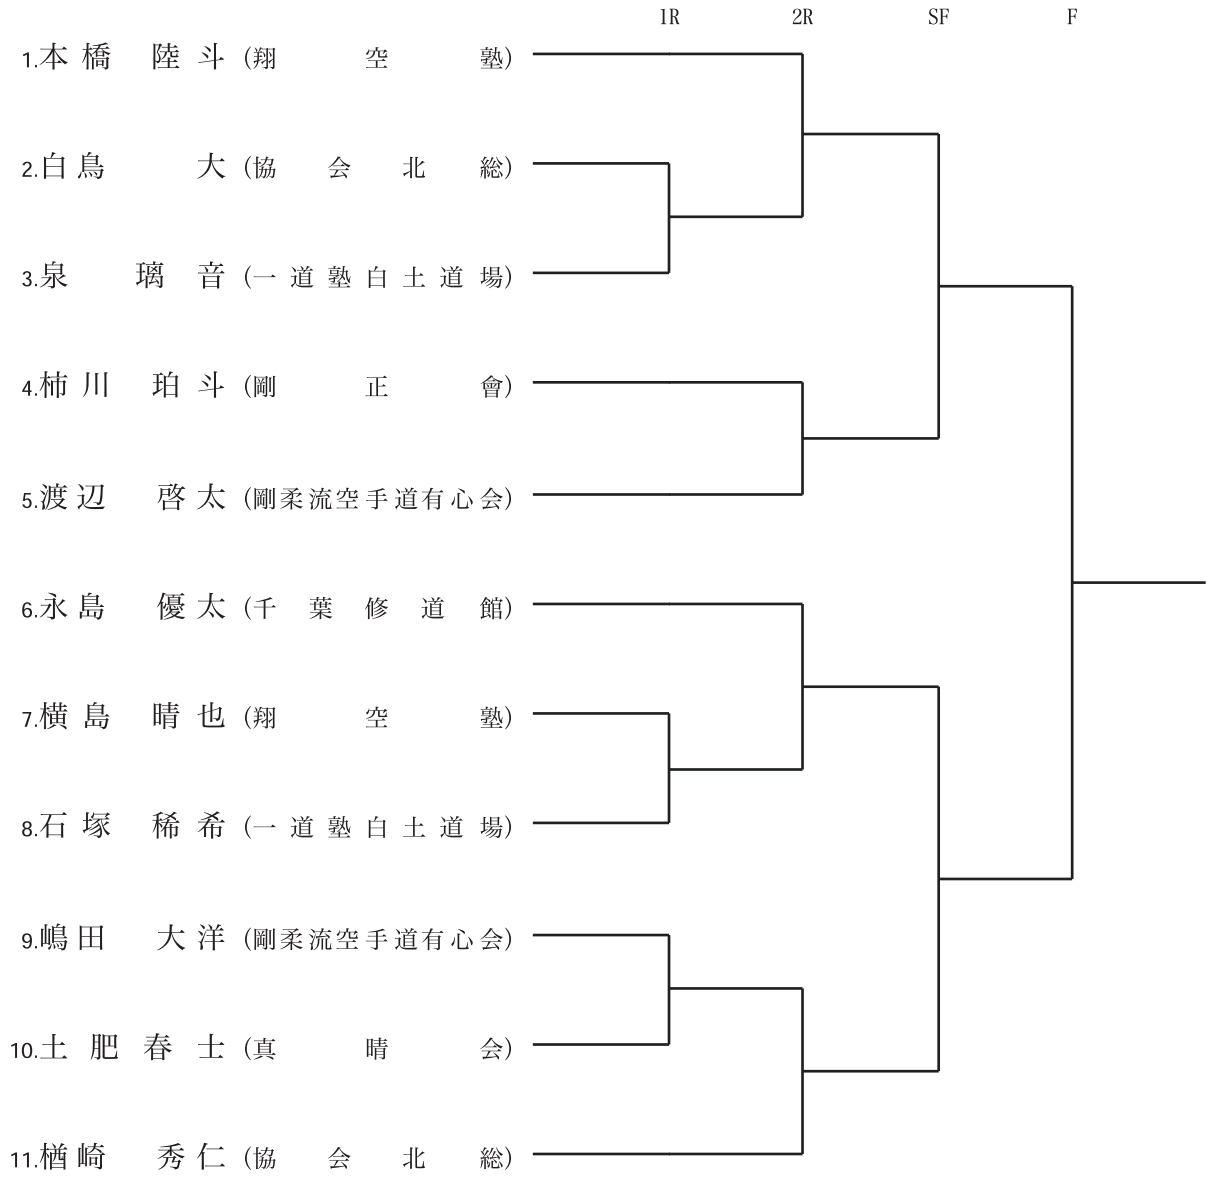 1R 2R SF F
1.本橋 陸斗 (翔空塾)
2.白鳥 大 (協会北総)
3.泉 璃音 (一道塾白土道場)
4.柿川 珀斗 (剛正會)
5.渡辺 啓太 (剛柔流空手道有心会)
6.永島 優太 (千葉修道館)
7.横島 晴也 (翔空塾)
8.石塚 稀希 (一道塾白土道場)
9.嶋田 大洋 (剛柔流空手道有心会)
10.土肥 春士 (真晴会)
11.楢崎 秀仁 (協会北総)